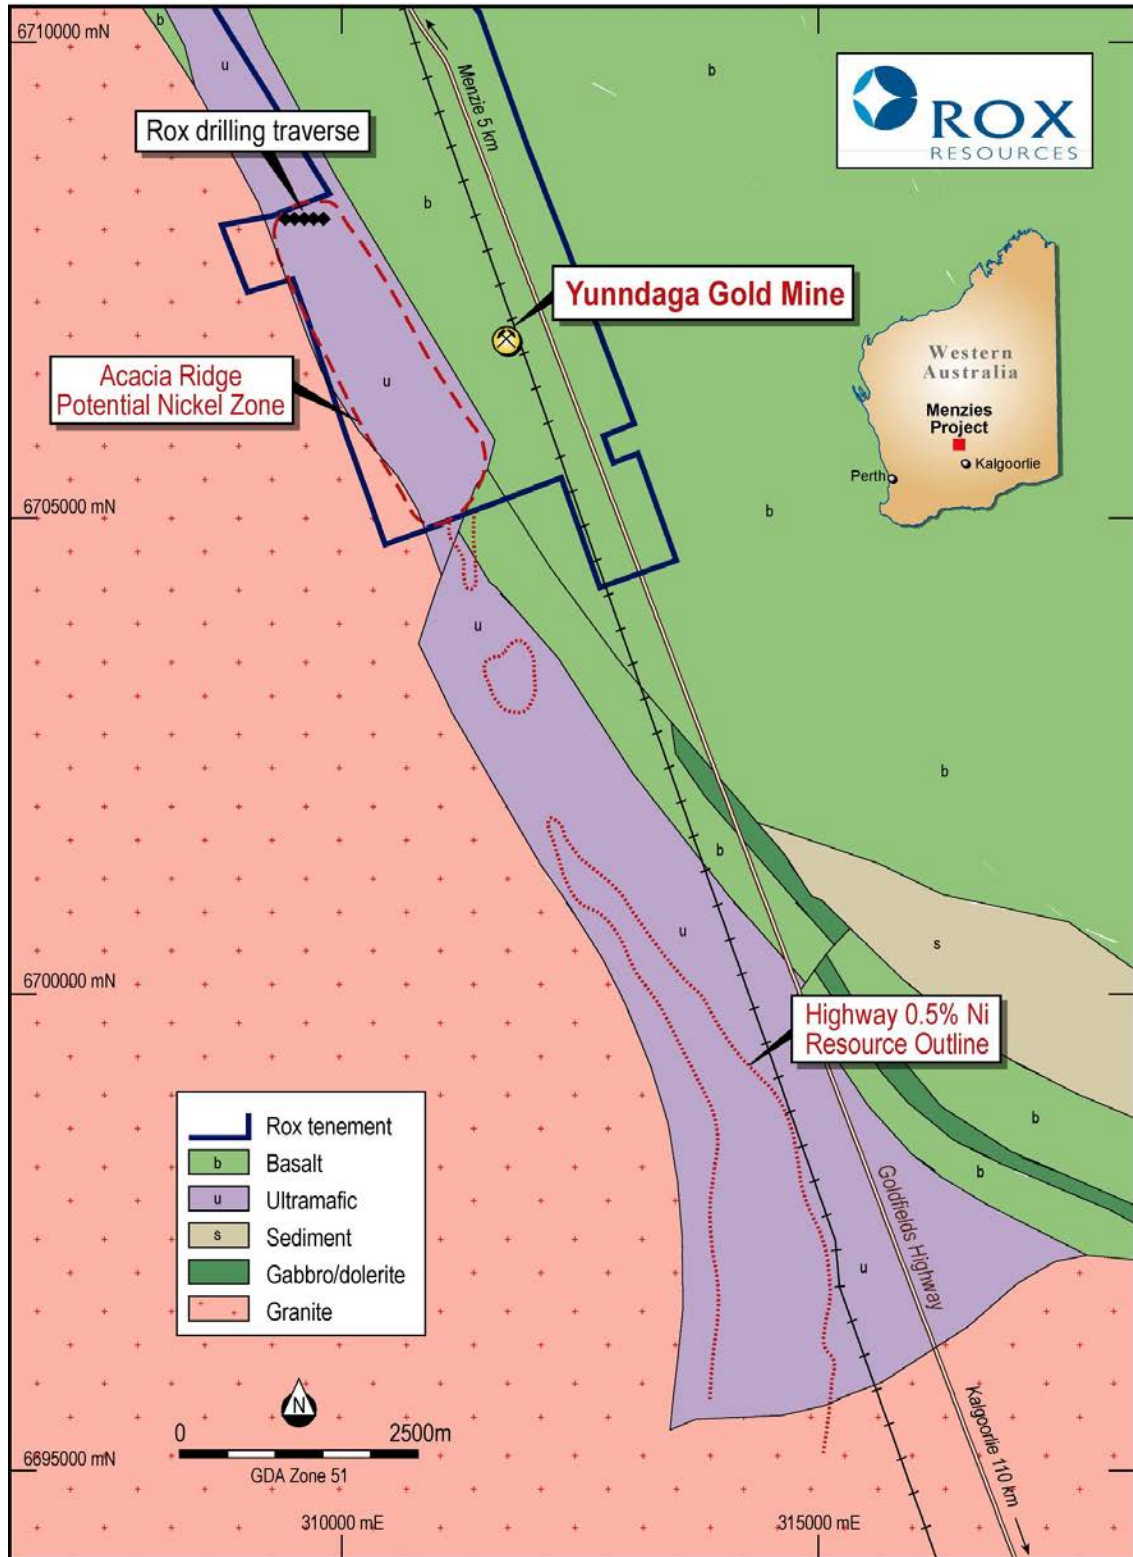 6710000 mN
b
u
Rox drilling traverse
Menzie 5 km
b
ROX
RESOURCES
b
Yunndaga Gold Mine
Acacia Ridge
Potential Nickel Zone
u
Western
Australia
Menzies
Project
Kalgoorlie
Perth
6705000 mN
b
u
b
b
u
s
6700000 mN
Highway 0.5% Ni
Resource Outline
Rox tenement
b Basalt
u Ultramafic
s Sediment
Gabbro/dolerite
Granite
b
b
Goldfields Highway
u
N
0 2500m
GDA Zone 51
Kalgoorlie 110 km
6695000 mN
310000 mE
315000 mE